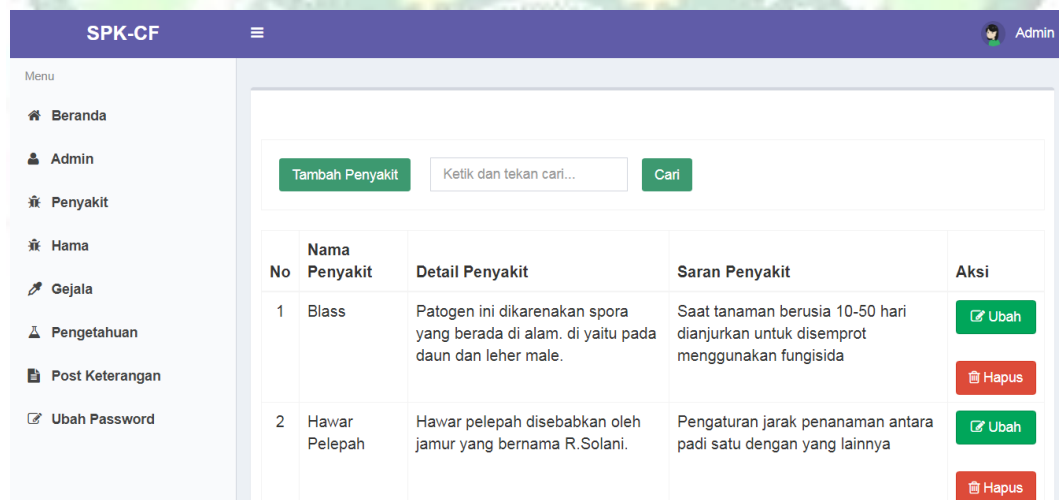 SPK-CF
Admin
Menu
Beranda
Admin
Penyakit
Hama
Gejala
Pengetahuan
Post Keterangan
Ubah Password
Tambah Penyakit
Ketik dan tekan cari...
Cari
No
Nama
Penyakit
Detail Penyakit
Saran Penyakit
Aksi
1
Blass
Patogen ini dikarenakan spora
yang berada di alam. di yaitu pada
daun dan leher male.
Saat tanaman berusia 10-50 hari
dianjurkan untuk disemprot
menggunakan fungisida
Ubah
Hapus
2
Hawar
Pelepah
Hawar pelepah disebabkan oleh
jamur yang bernama R.Solani.
Pengaturan jarak penanaman antara
padi satu dengan yang lainnya
Ubah
Hapus